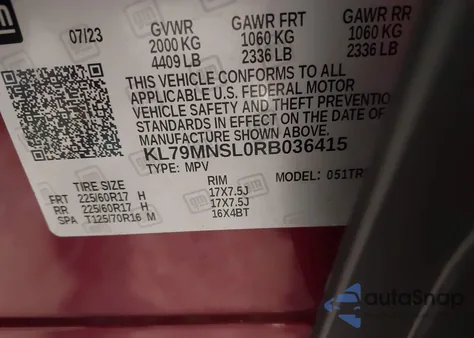 gm
07/23 GVWR GAWR FRT GAWR RR
2000 KG 1060 KG 1060 KG
4409 LB 2336 LB 2336 LB
THIS VEHICLE CONFORMS TO ALL
APPLICABLE U.S. FEDERAL MOTOR
VEHICLE SAFETY AND THEFT PREVENTION
STANDARDS IN EFFECT ON THE DATE OF
MANUFACTURE SHOWN ABOVE.
KL79MNSL0RB036415
TYPE: MPV MODEL: 051TR
TIRE SIZE RIM
FRT 225/60R17 H 17X7.5J
RR 225/60R17 H 17X7.5J
SPA T125/70R16 M 16X4BT
autoSnap